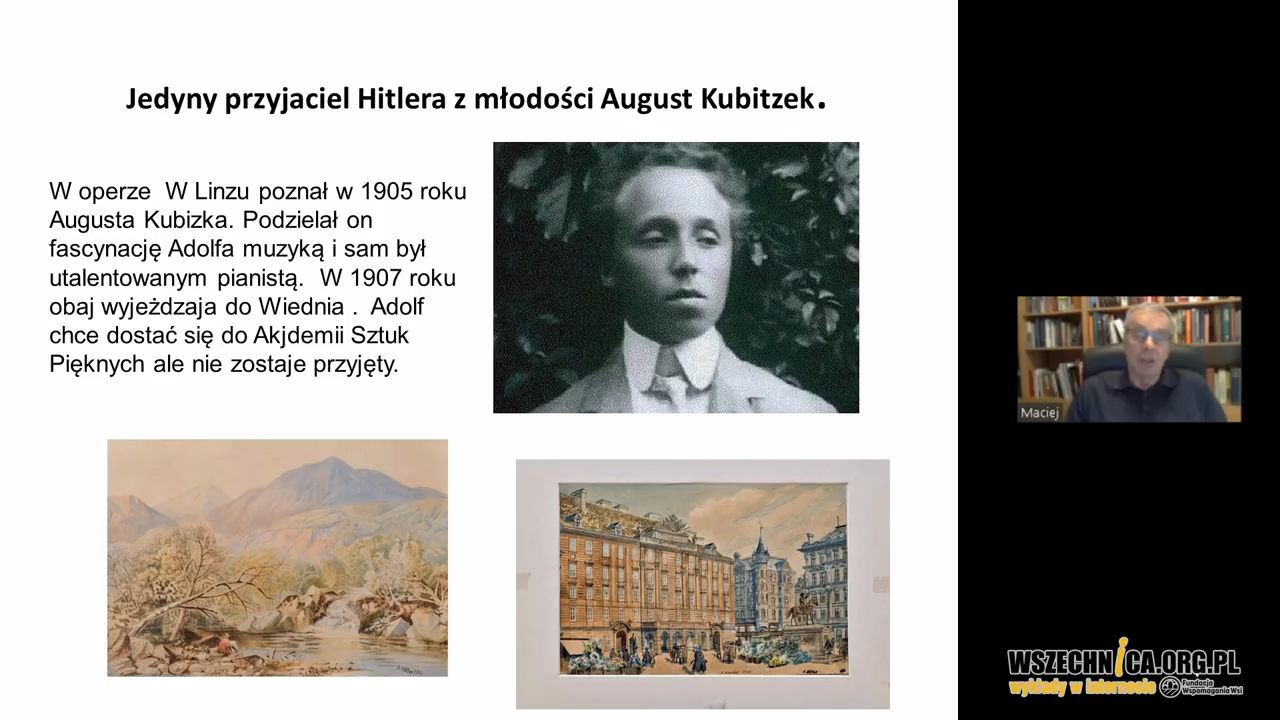 Jedyny przyjaciel Hitlera z młodości August Kubitzek.
W operze W Linzu poznał w 1905 roku
Augusta Kubizka. Podzielał on
fascynację Adolfa muzyką i sam był
utalentowanym pianistą. W 1907 roku
obaj wyjeżdzaja do Wiednia . Adolf
chce dostać się do Akjdemii Sztuk
Pięknych ale nie zostaje przyjęty.
Maciej
WSZECHNICA.ORG.PL
wykłady w internecie
Fundacja
Wspomagania Wsi